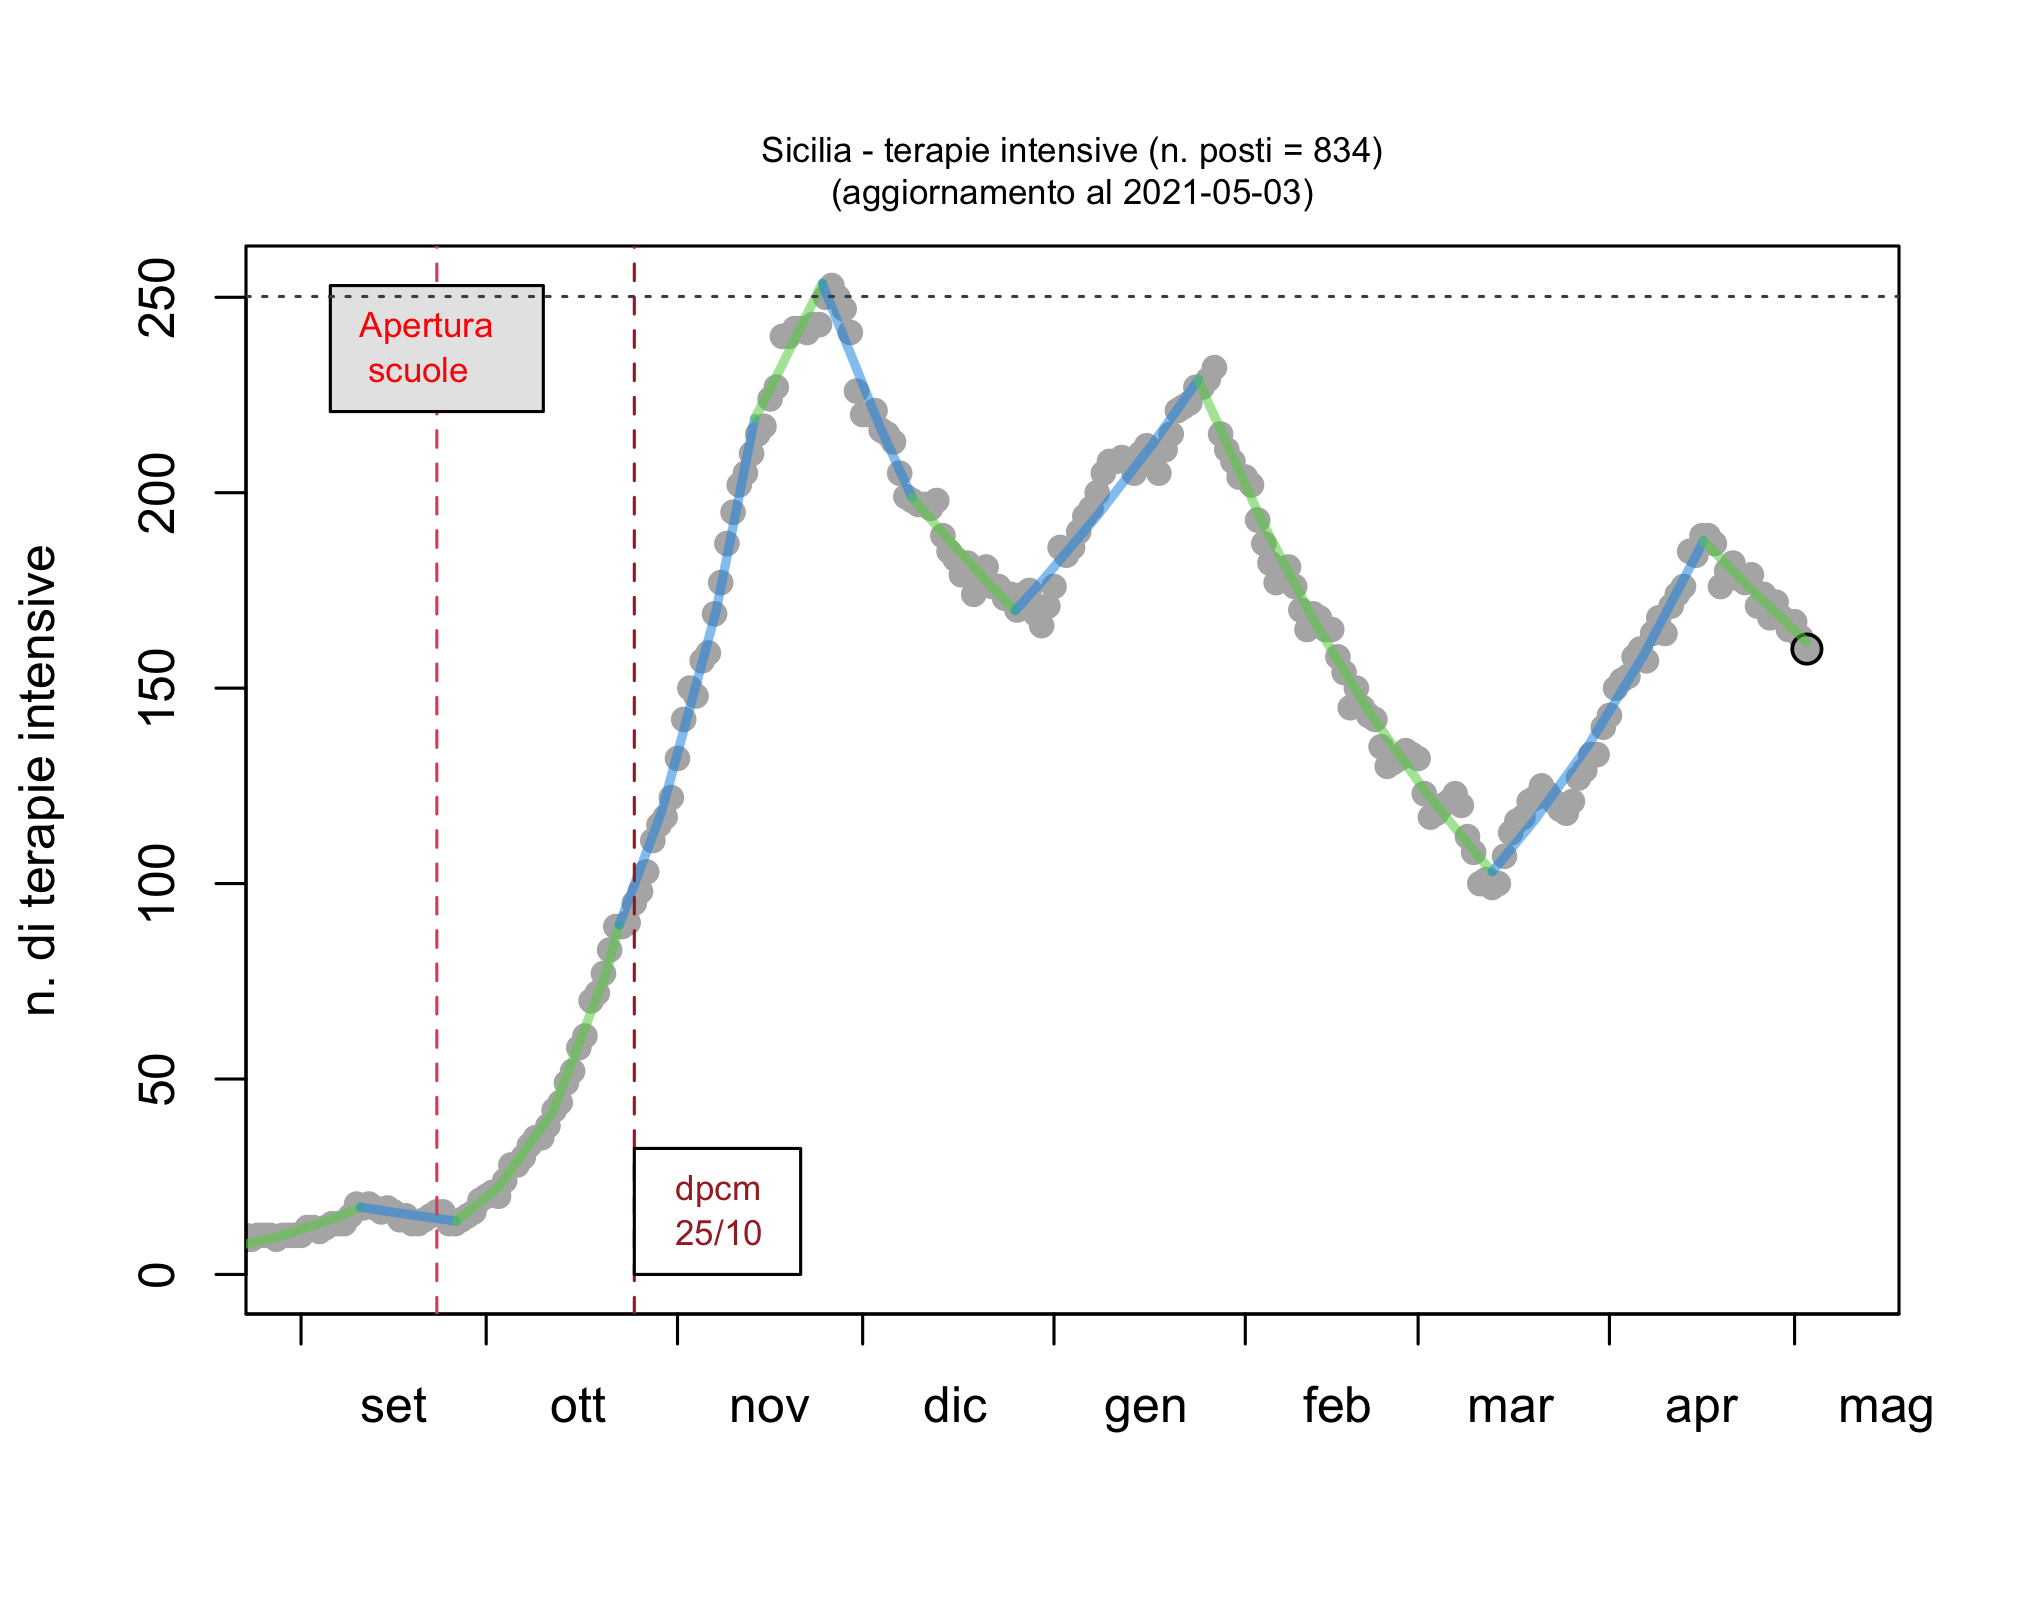 Sicilia - terapie intensive (n. posti = 834)
(aggiornamento al 2021-05-03)
n. di terapie intensive
250
200
150
100
50
0
Apertura
scuole
dpcm
25/10
set ott nov dic gen feb mar apr mag